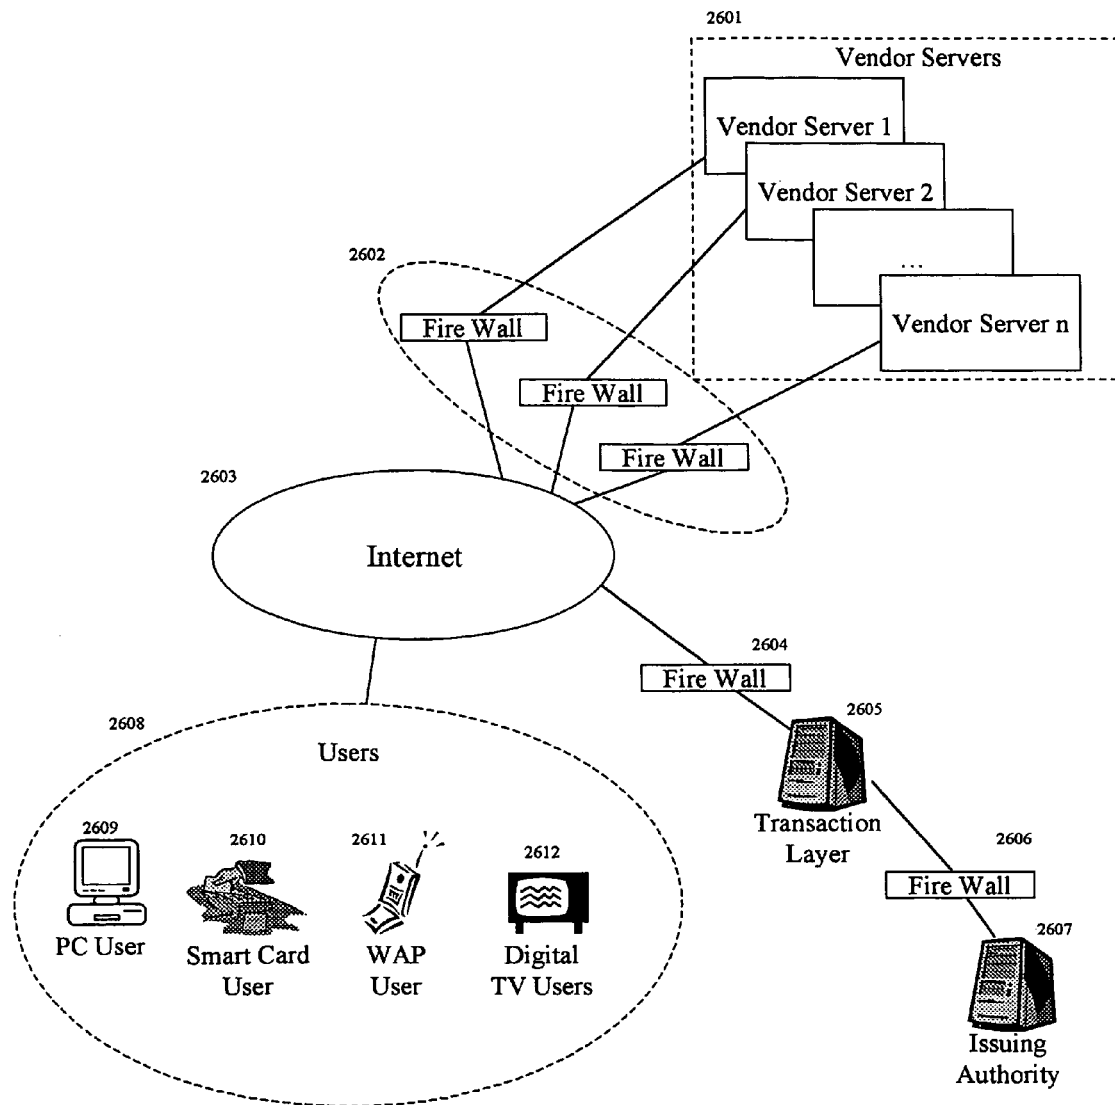 2601
Vendor Servers
Vendor Server 1
Vendor Server 2
...
Vendor Server n
2602
Fire Wall
Fire Wall
Fire Wall
2603
Internet
2604
Fire Wall
2605
Transaction
Layer
2606
Fire Wall
2607
Issuing
Authority
2608
Users
2609
PC User
2610
Smart Card
User
2611
WAP
User
2612
Digital
TV Users